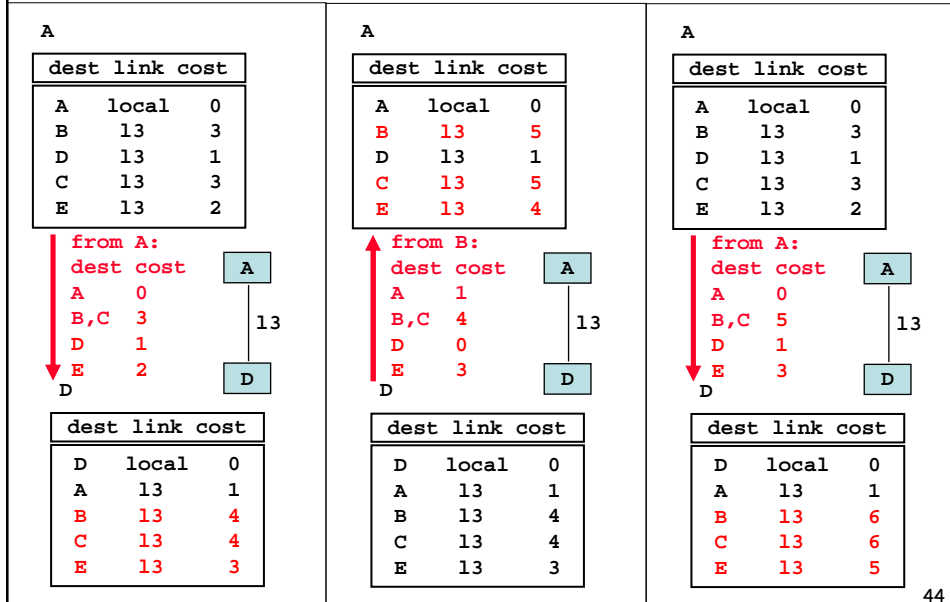 A
dest link cost
A local 0
B l3 3
D l3 1
C l3 3
E l3 2
from A:
dest cost
A 0
B,C 3
D 1
E 2
A
l3
D
D
dest link cost
D local 0
A l3 1
B l3 4
C l3 4
E l3 3
A
dest link cost
A local 0
B l3 5
D l3 1
C l3 5
E l3 4
from B:
dest cost
A 1
B,C 4
D 0
E 3
A
l3
D
D
dest link cost
D local 0
A l3 1
B l3 4
C l3 4
E l3 3
A
dest link cost
A local 0
B l3 3
D l3 1
C l3 3
E l3 2
from A:
dest cost
A 0
B,C 5
D 1
E 3
A
l3
D
D
dest link cost
D local 0
A l3 1
B l3 6
C l3 6
E l3 5
44